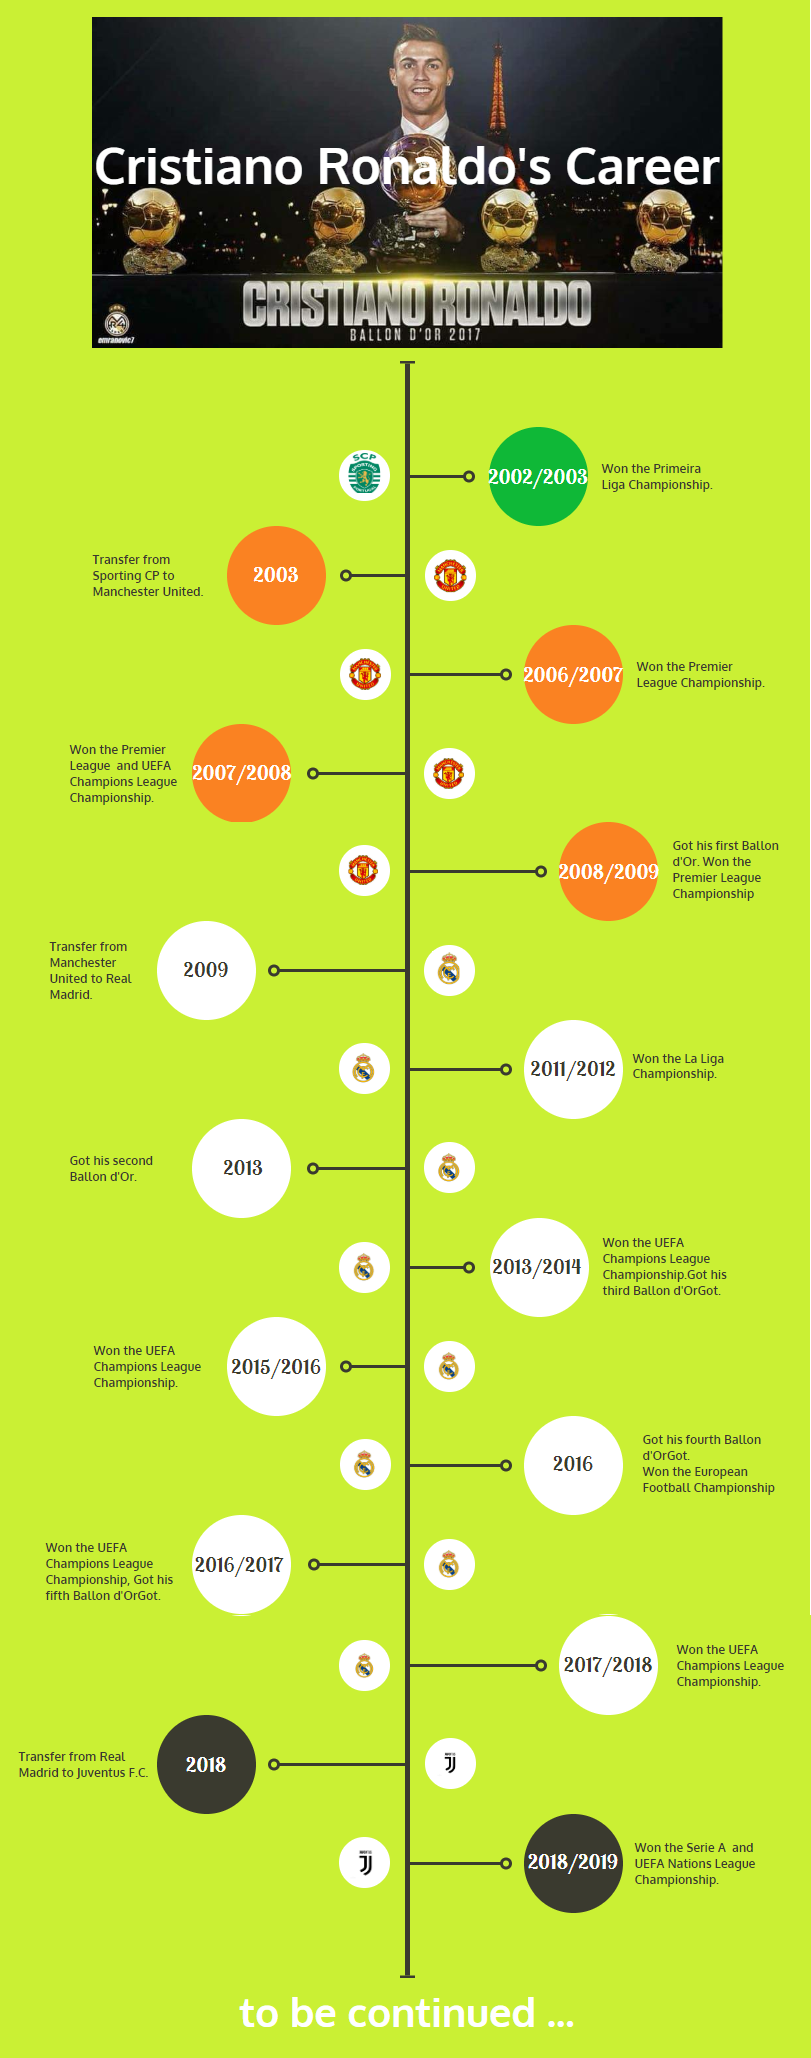 Cristiano Ronaldo's Career
CRISTIANO RONALDO
BALLON D'OR 2017
emranovic7
SCP
SPORTING
PORTUGAL
2002/2003
Won the Primeira
Liga Championship.
Transfer from
Sporting CP to
Manchester United.
2003
2006/2007
Won the Premier
League Championship.
Won the Premier
League  and UEFA
Champions League
Championship.
2007/2008
2008/2009
Got his first Ballon
d'Or. Won the
Premier League
Championship
Transfer from
Manchester
United to Real
Madrid.
2009
2011/2012
Won the La Liga
Championship.
Got his second
Ballon d'Or.
2013
2013/2014
Won the UEFA
Champions League
Championship.Got his
third Ballon d'OrGot.
Won the UEFA
Champions League
Championship.
2015/2016
2016
Got his fourth Ballon
d'OrGot.
Won the European
Football Championship
Won the UEFA
Champions League
Championship, Got his
fifth Ballon d'OrGot.
2016/2017
2017/2018
Won the UEFA
Champions League
Championship.
Transfer from Real
Madrid to Juventus F.C.
2018
2018/2019
Won the Serie A  and
UEFA Nations League
Championship.
to be continued ...